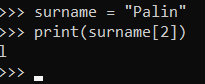 >>> surname = "Palin"
>>> print(surname[2])
l
>>>